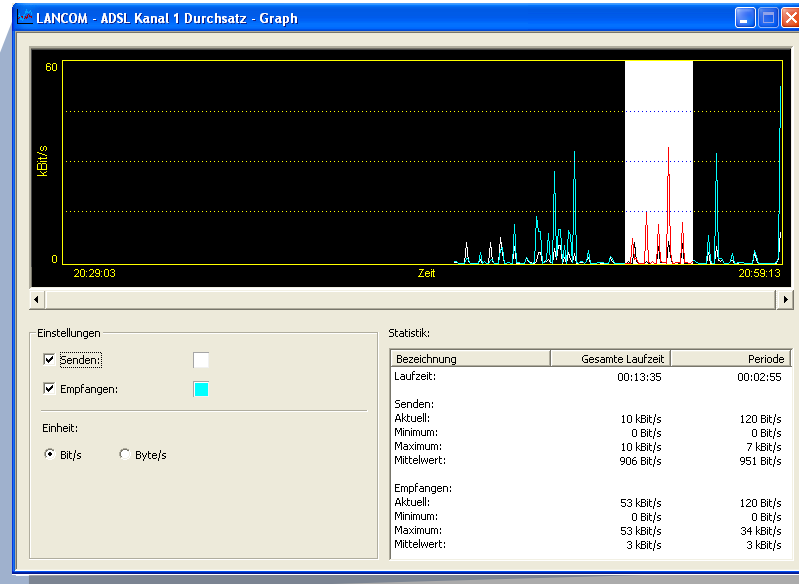 LANCOM - ADSL Kanal 1 Durchsatz - Graph
60
kBit/s
0
20:29:03 Zeit 20:59:13
Einstellungen
Senden:
Empfangen:
Einheit:
Bit/s Byte/s
Statistik:
Bezeichnung Gesamte Laufzeit Periode
Laufzeit: 00:13:35 00:02:55
Senden:
Aktuell: 10 kBit/s 120 Bit/s
Minimum: 0 Bit/s 0 Bit/s
Maximum: 10 kBit/s 7 kBit/s
Mittelwert: 906 Bit/s 951 Bit/s
Empfangen:
Aktuell: 53 kBit/s 120 Bit/s
Minimum: 0 Bit/s 0 Bit/s
Maximum: 53 kBit/s 34 kBit/s
Mittelwert: 3 kBit/s 3 kBit/s